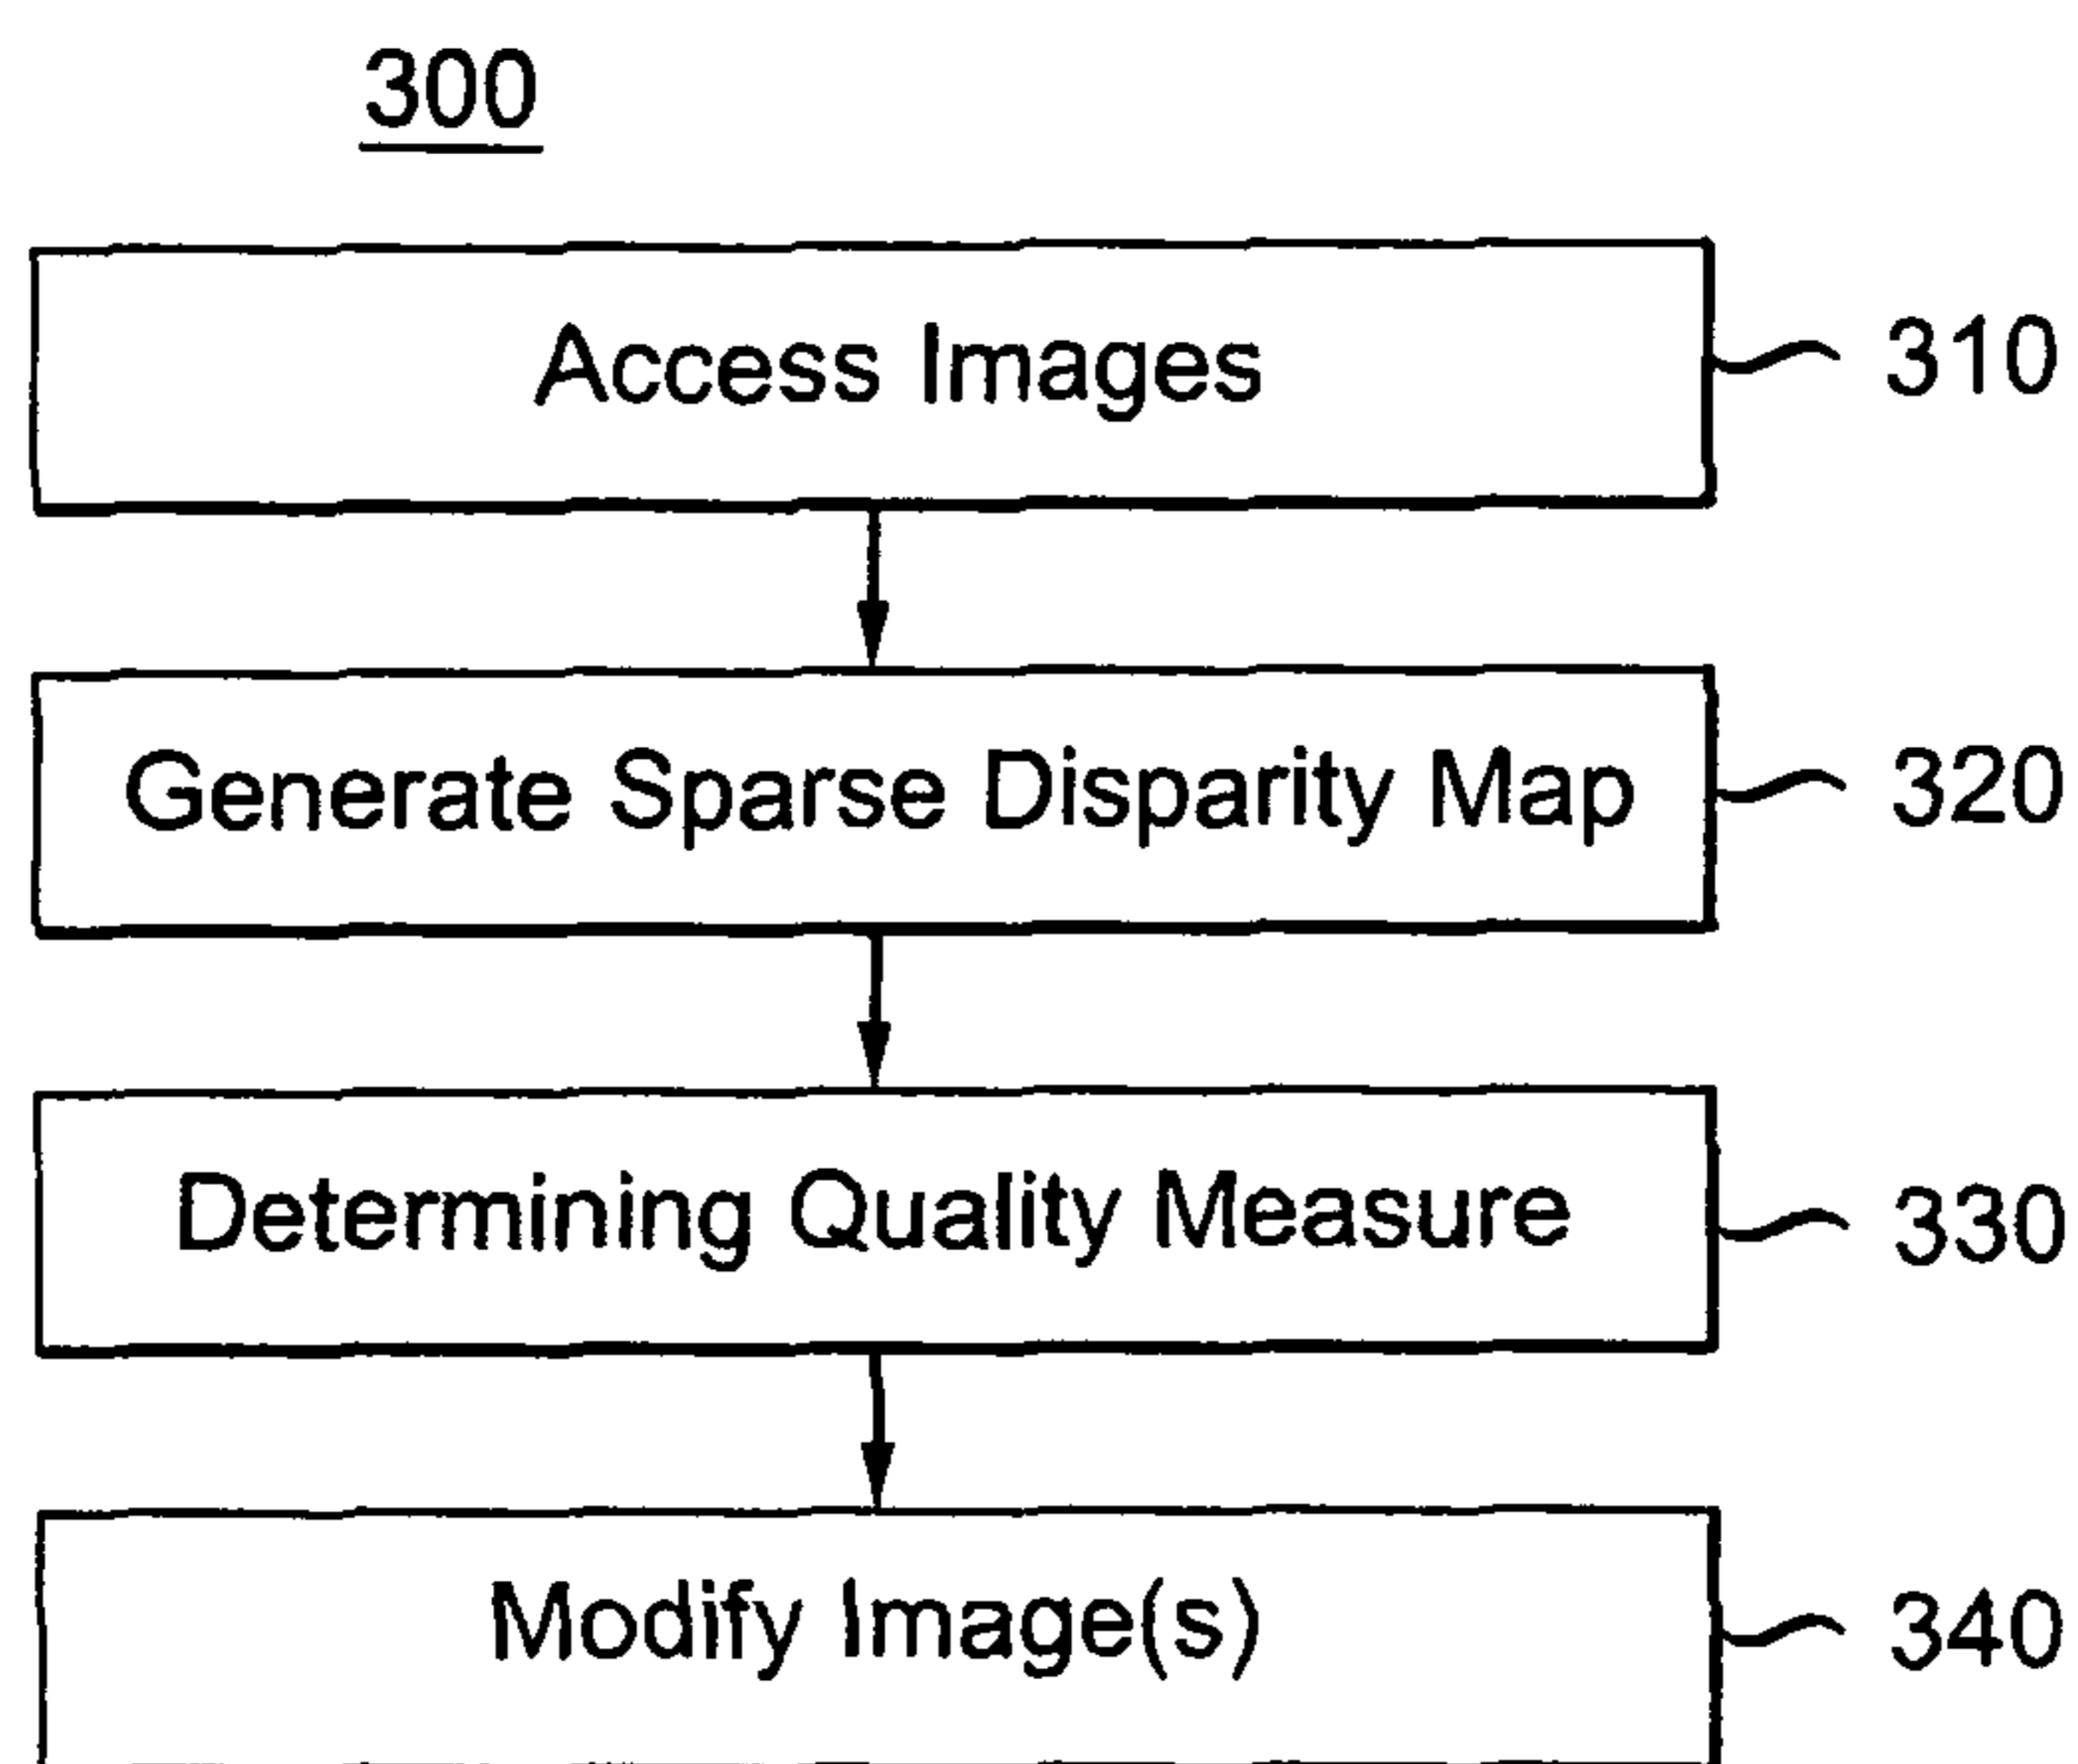 300
Access Images 310
Generate Sparse Disparity Map 320
Determining Quality Measure 330
Modify Image(s) 340